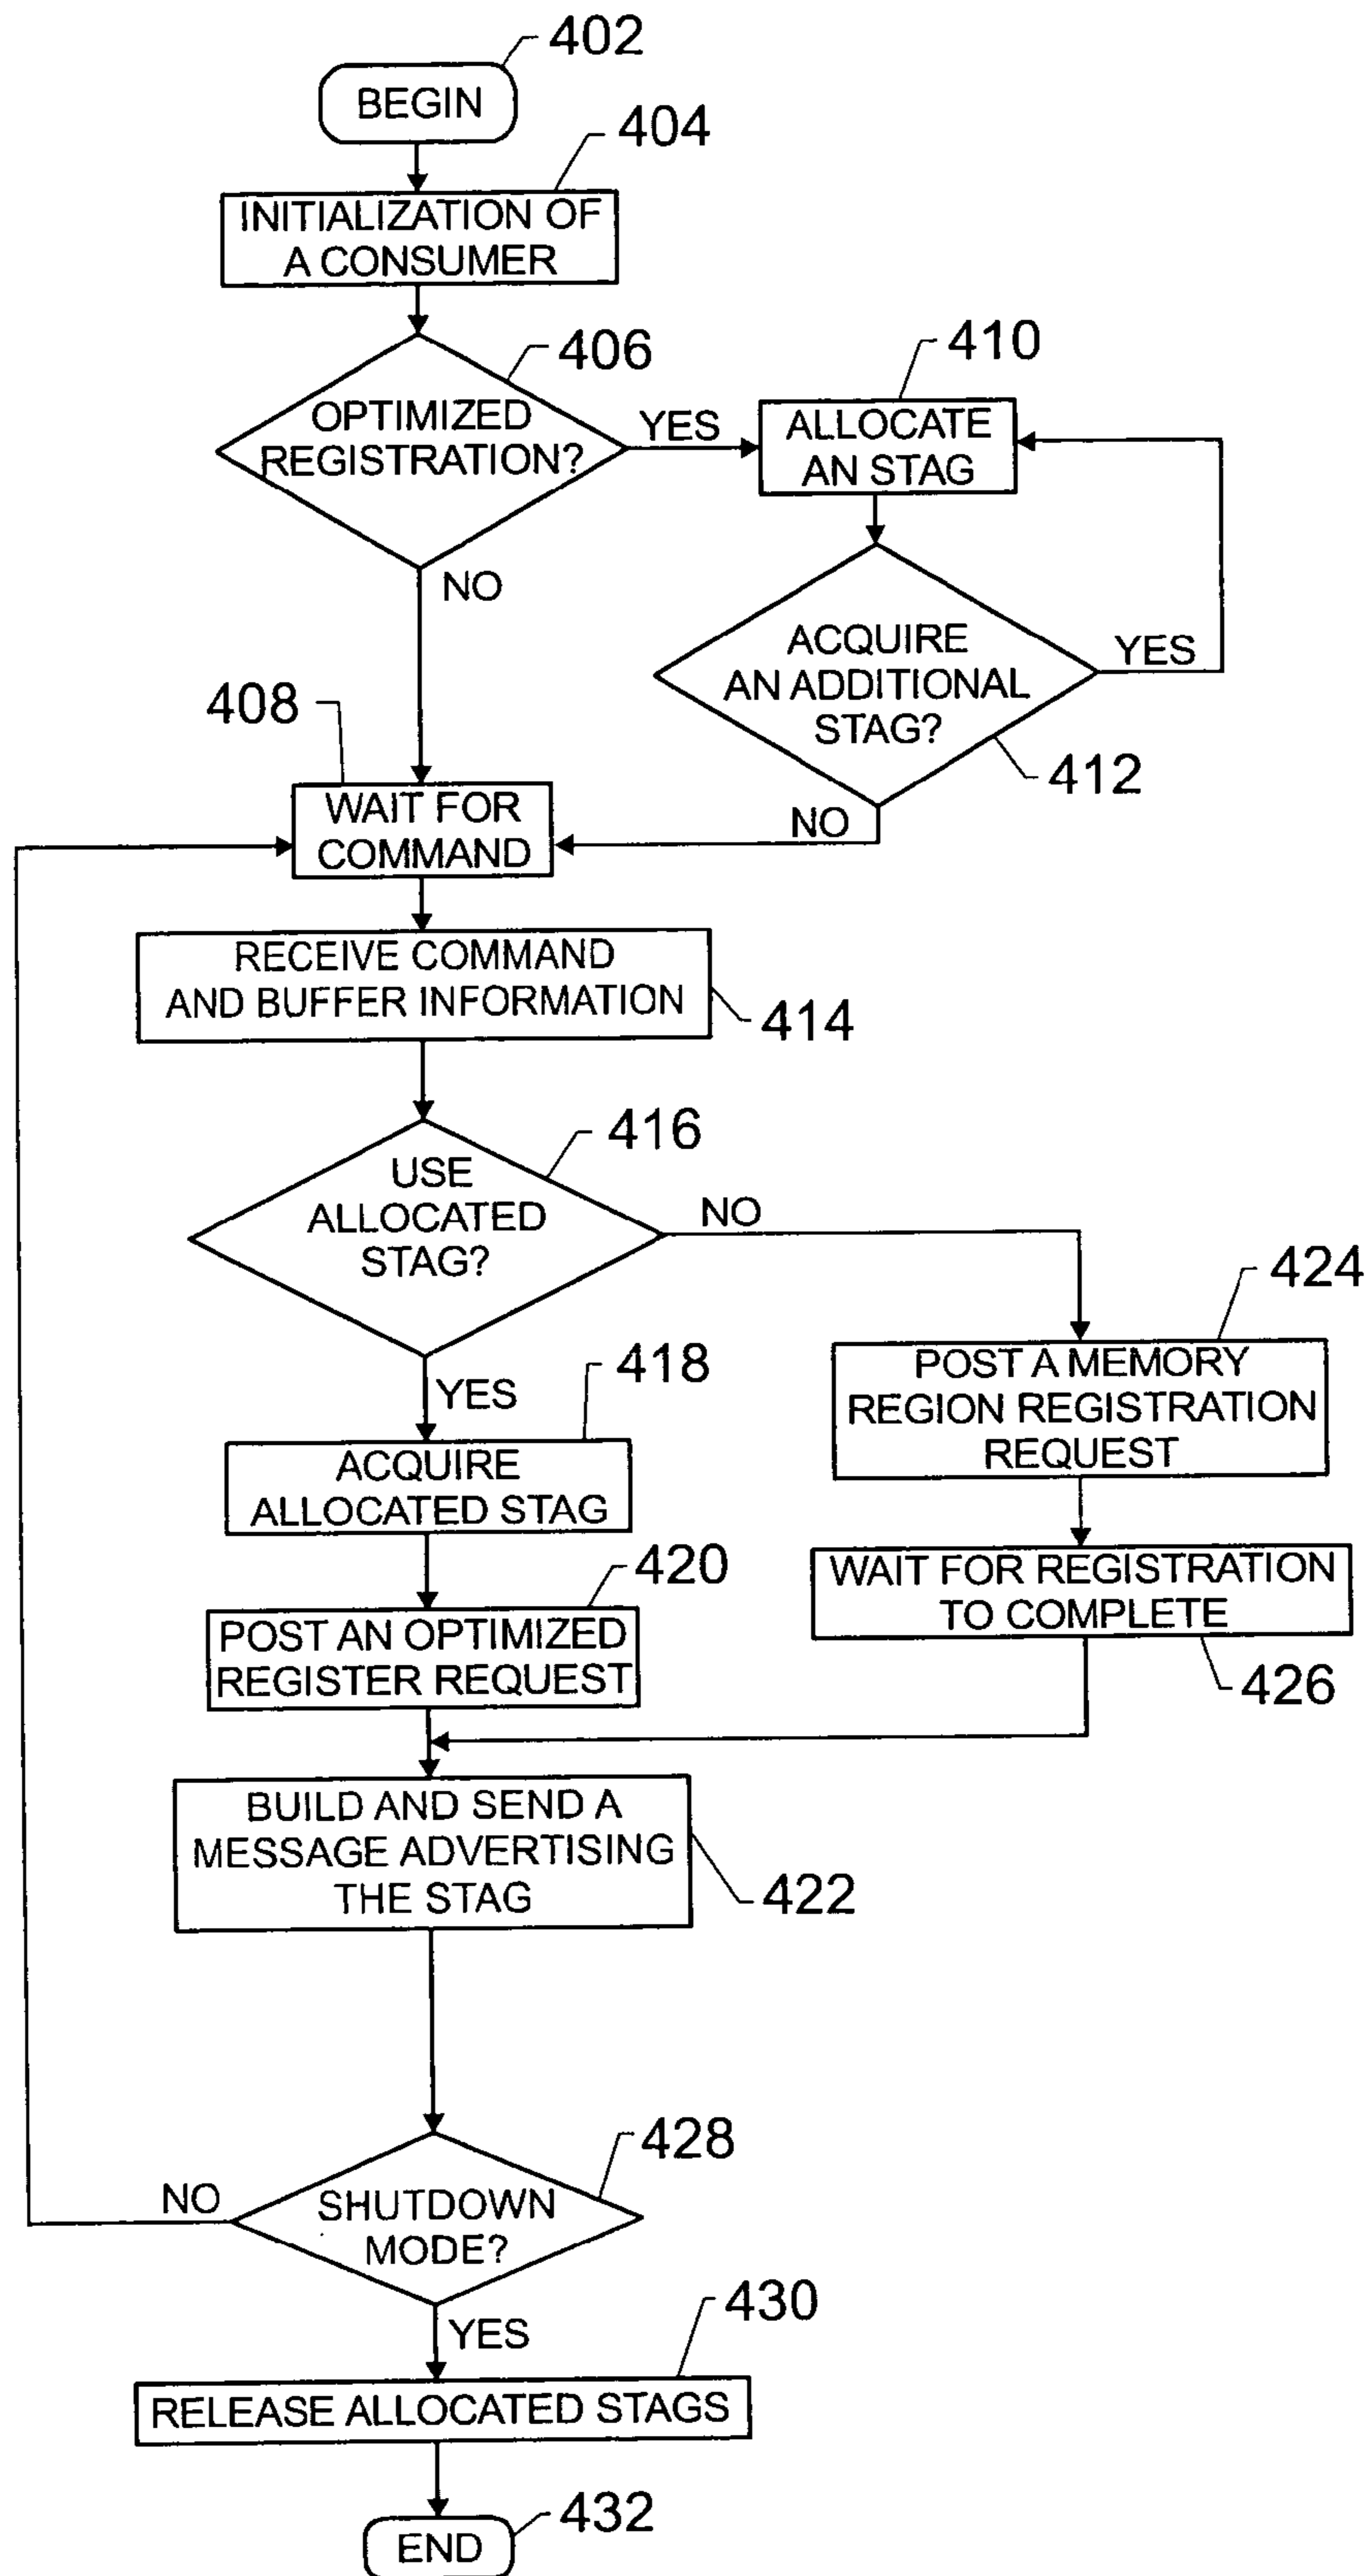 402
BEGIN
404
INITIALIZATION OF
A CONSUMER
406
OPTIMIZED
REGISTRATION?
YES
NO
410
ALLOCATE
AN STAG
ACQUIRE
AN ADDITIONAL
STAG?
YES
412
NO
408
WAIT FOR
COMMAND
RECEIVE COMMAND
AND BUFFER INFORMATION
414
416
USE
ALLOCATED
STAG?
NO
YES
418
ACQUIRE
ALLOCATED STAG
420
POST AN OPTIMIZED
REGISTER REQUEST
424
POST A MEMORY
REGION REGISTRATION
REQUEST
WAIT FOR REGISTRATION
TO COMPLETE
426
BUILD AND SEND A
MESSAGE ADVERTISING
THE STAG
422
428
SHUTDOWN
MODE?
NO
YES
430
RELEASE ALLOCATED STAGS
432
END